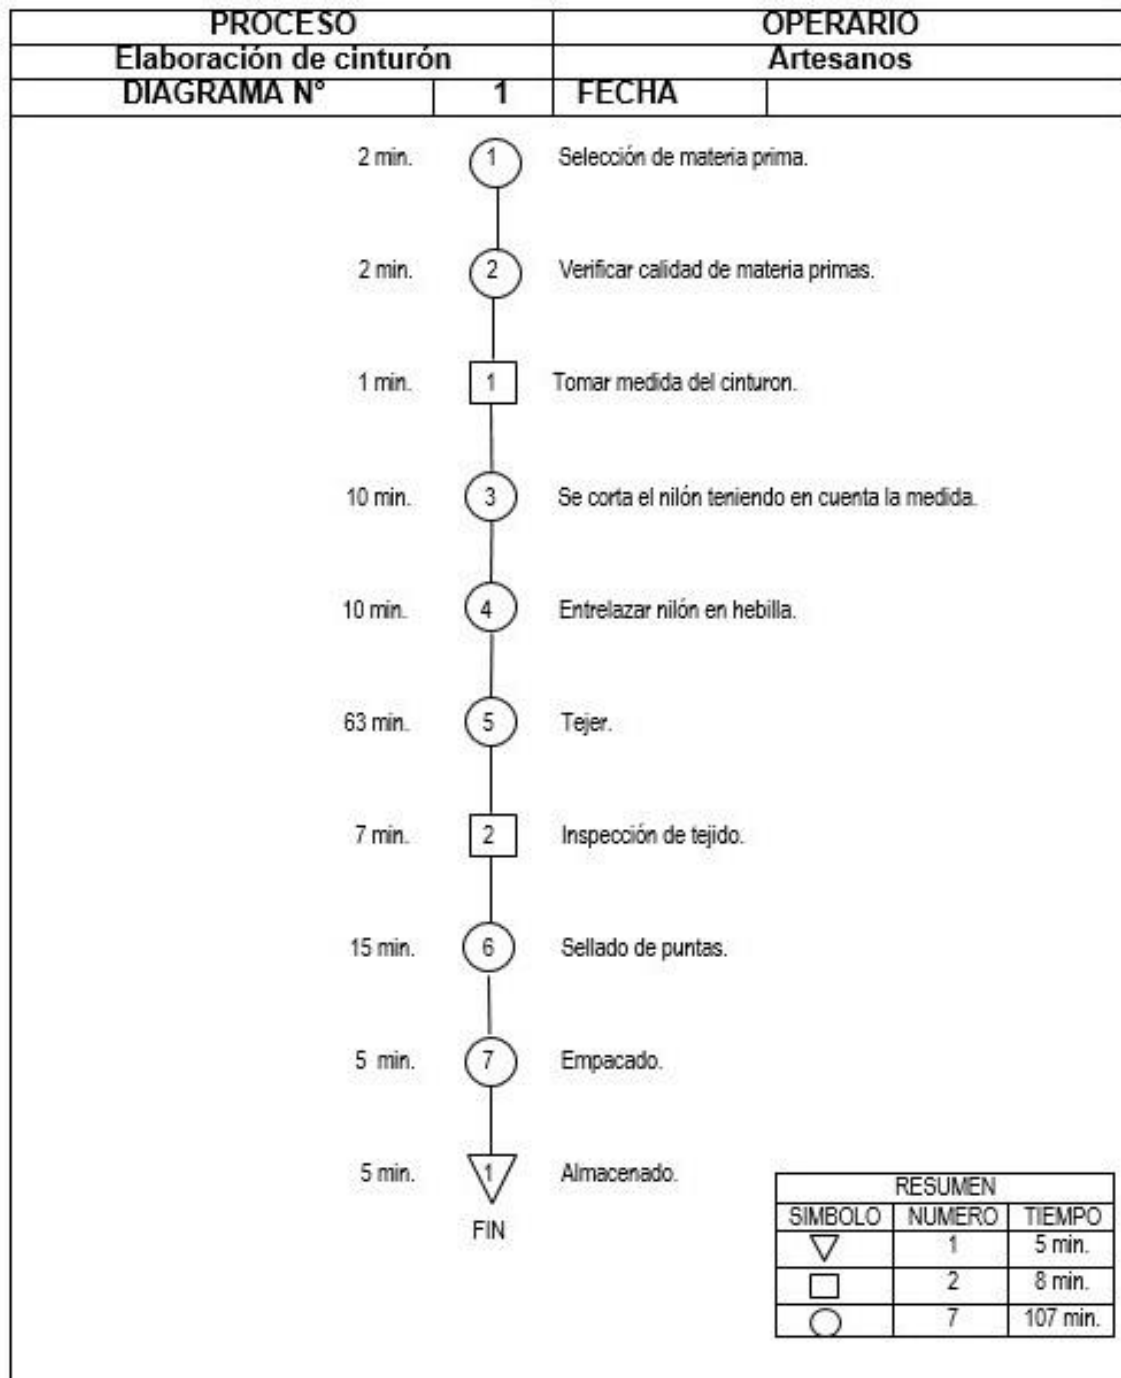 PROCESO OPERARIO
Elaboración de cinturón Artesanos
DIAGRAMA N° 1 FECHA
2 min. 1 Selección de materia prima.
2 min. 2 Verificar calidad de materia primas.
1 min. 1 Tomar medida del cinturon.
10 min. 3 Se corta el nilón teniendo en cuenta la medida.
10 min. 4 Entrelazar nilón en hebilla.
63 min. 5 Tejer.
7 min. 2 Inspección de tejido.
15 min. 6 Sellado de puntas.
5 min. 7 Empacado.
5 min. 1 Almacenado.
FIN
RESUMEN
SIMBOLO NUMERO TIEMPO
1 5 min.
2 8 min.
7 107 min.